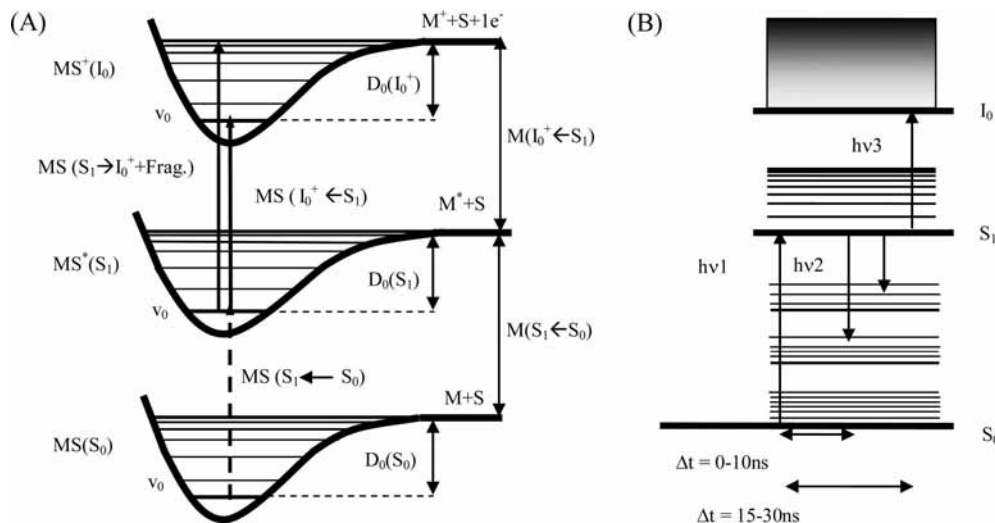 (A)
M⁺+S+1e⁻
MS⁺(I₀)
D₀(I₀⁺)
v₀
M(I₀⁺←S₁)
MS (S₁→I₀⁺+Frag.)
MS ( I₀⁺ ←S₁)
M*+S
MS*(S₁)
D₀(S₁)
v₀
M(S₁←S₀)
MS (S₁← S₀)
M+S
MS(S₀)
D₀(S₀)
v₀
(B)
I₀
hν3
S₁
hν1
hν2
S₀
Δt = 0-10ns
Δt = 15-30ns